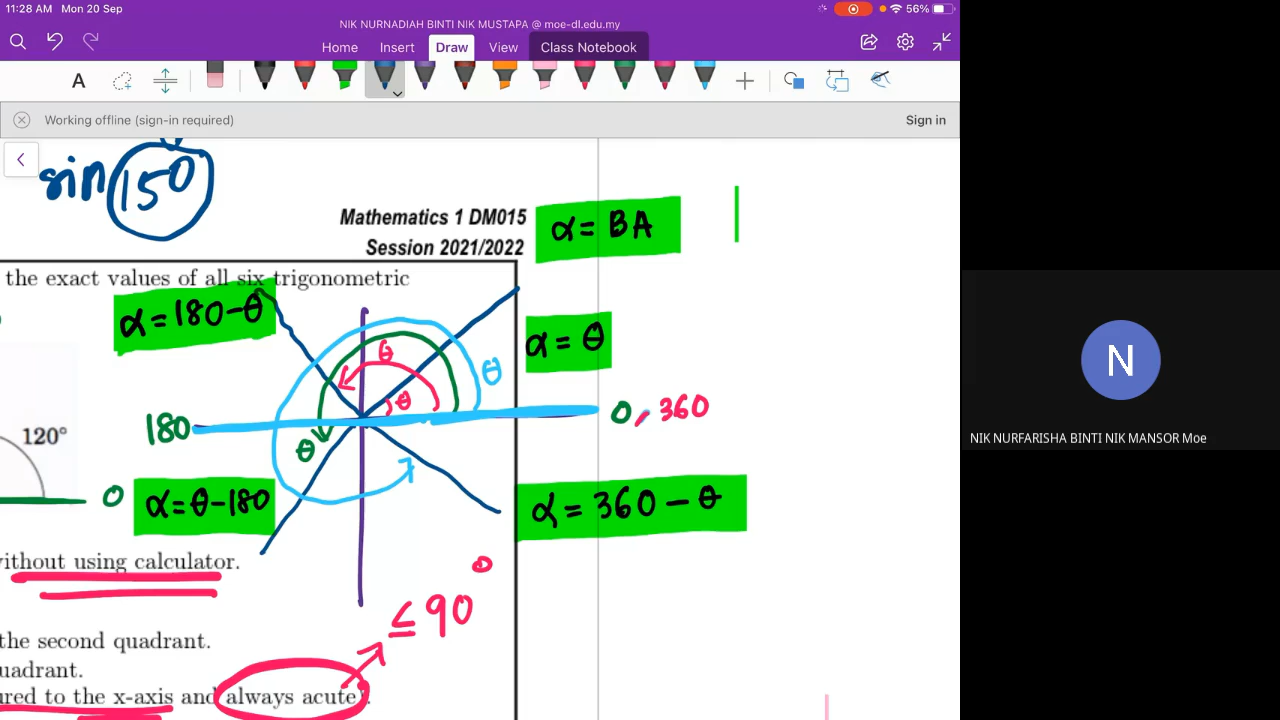 11:28 AM Mon 20 Sep
56%
NIK NURNADIAH BINTI NIK MUSTAPA @ moe-dl.edu.my
Home Insert Draw View Class Notebook
A
Working offline (sign-in required) Sign in
sin 150
Mathematics 1 DM015
Session 2021/2022
α = BA
the exact values of all six trigonometric
α = 180-θ
α = θ
θ
θ
θ
θ
180
0, 360
120°
0
α = θ-180
α = 360 - θ
ithout using calculator.
≤ 90°
the second quadrant.
uadrant.
ured to the x-axis and always acute.
N
NIK NURFARISHA BINTI NIK MANSOR Moe